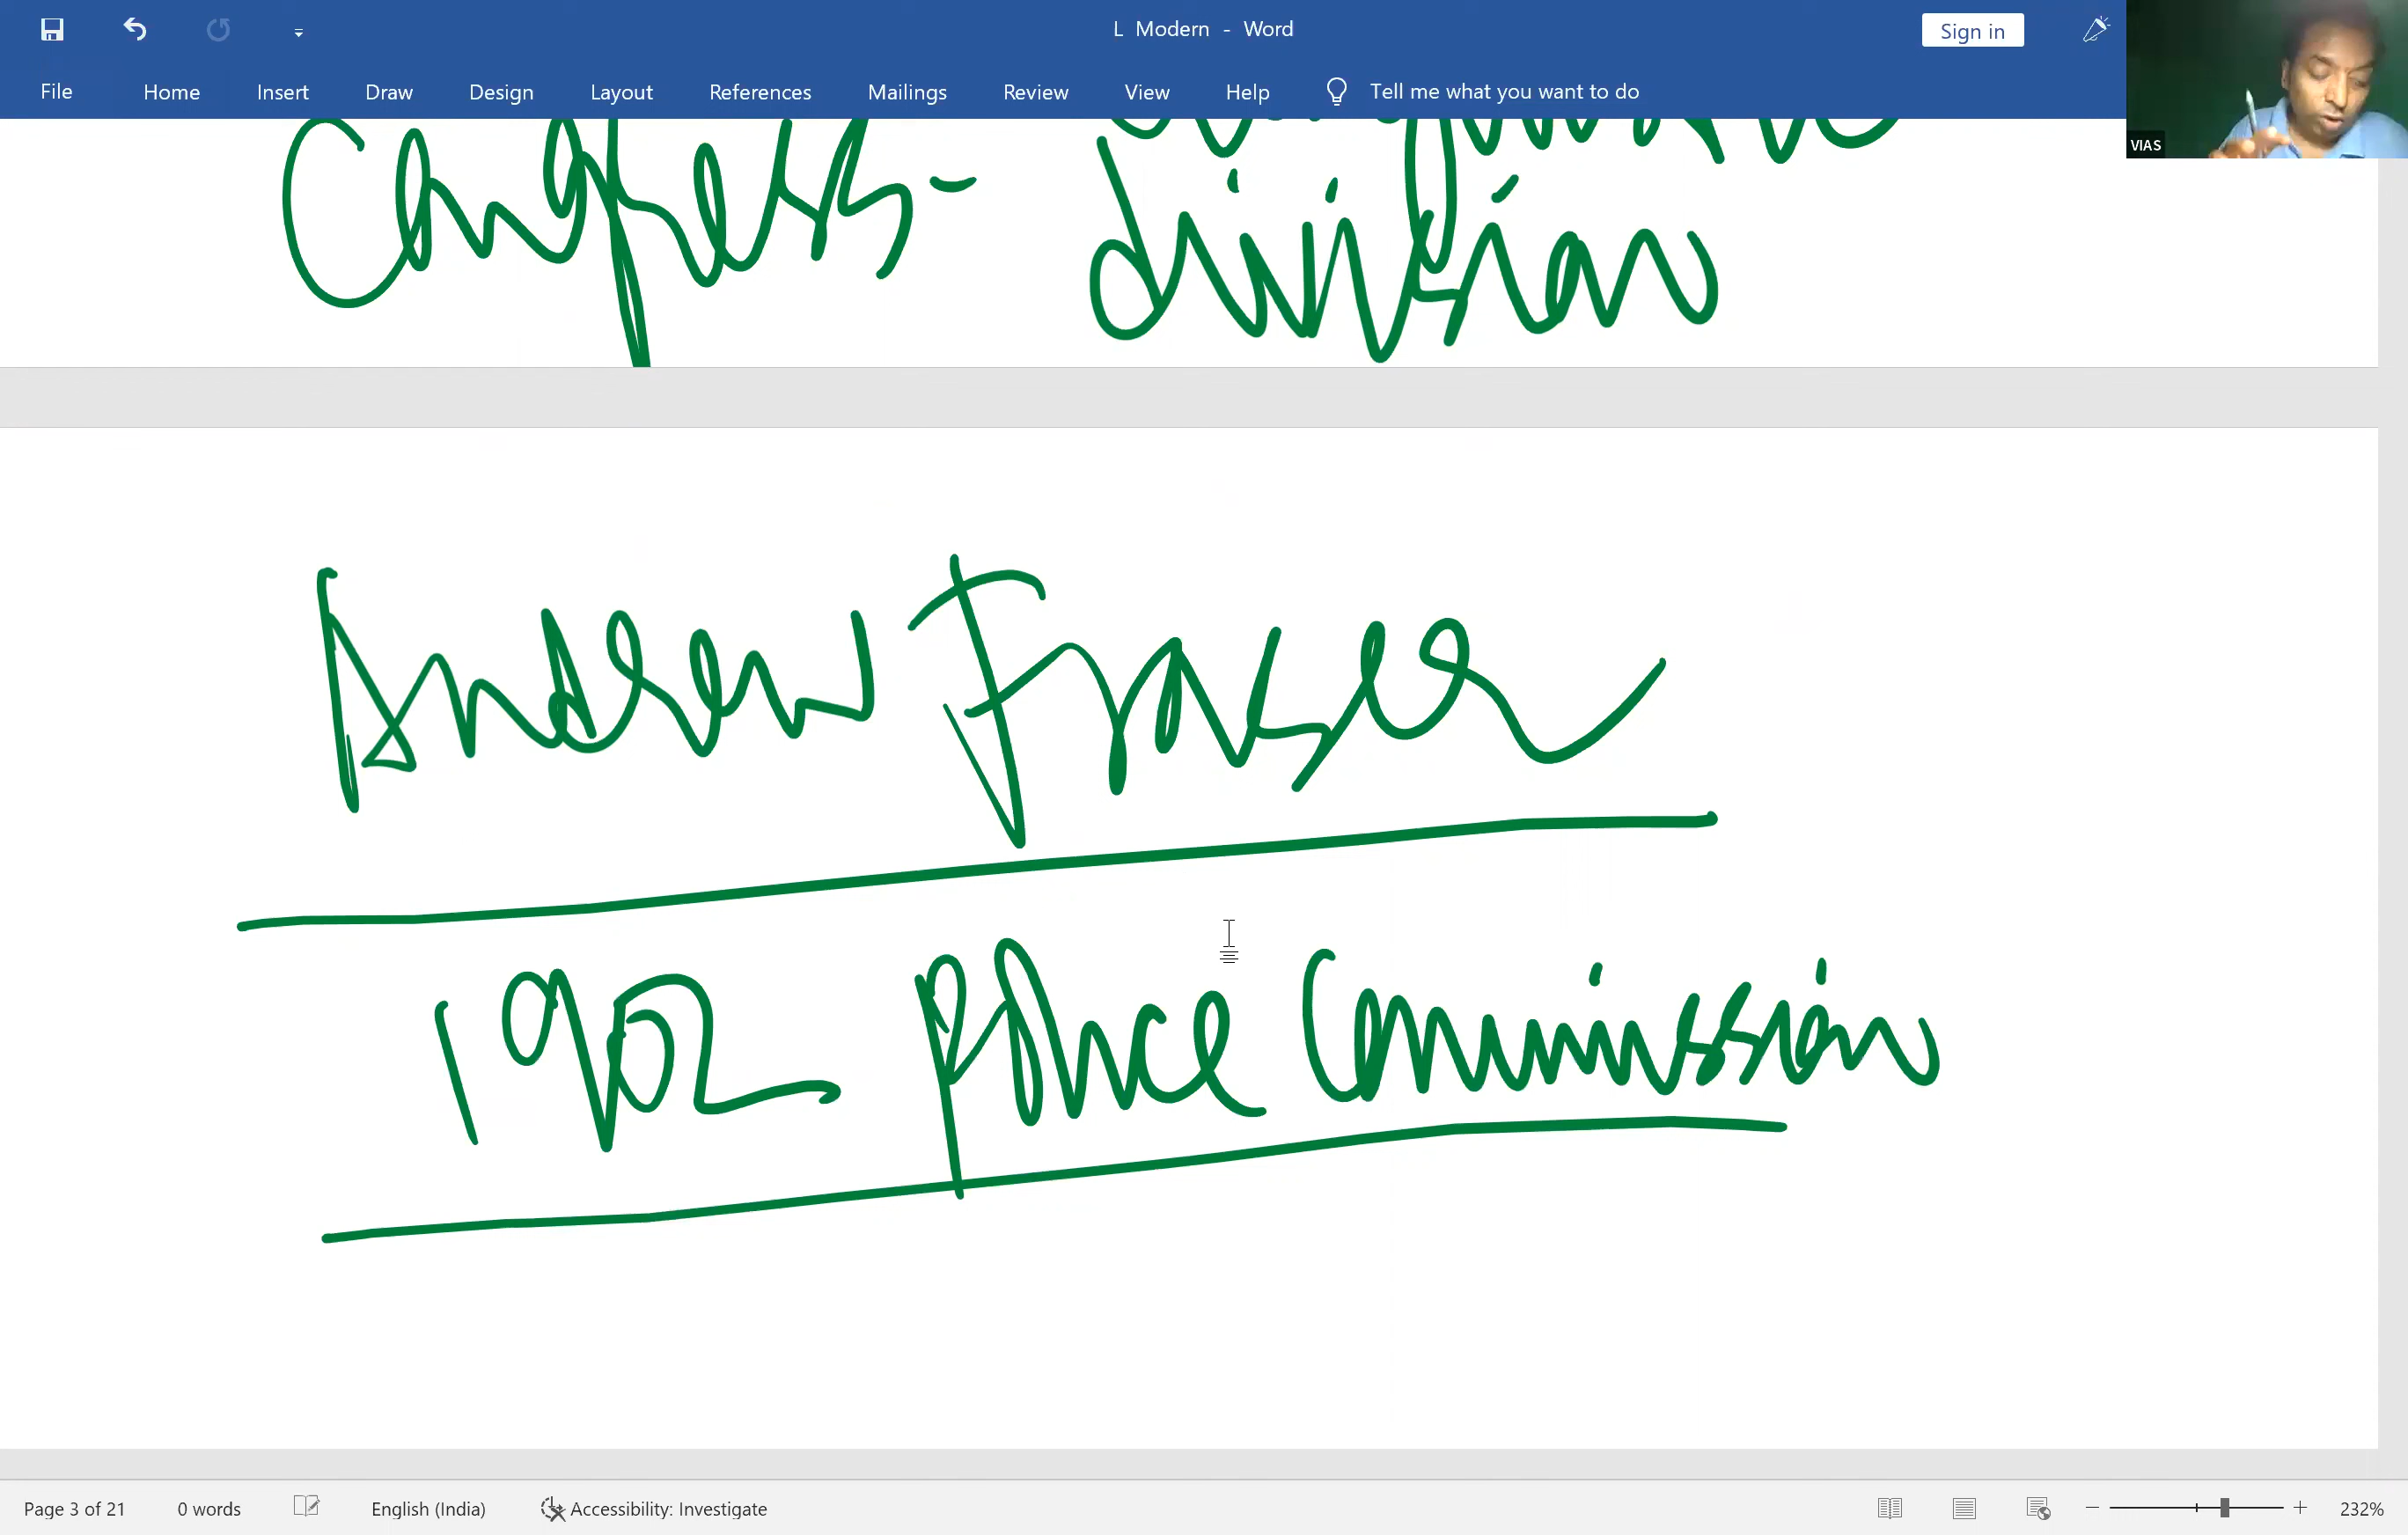 L Modern - Word
Sign in
File Home Insert Draw Design Layout References Mailings Review View Help Tell me what you want to do
VIAS
Congress -
division
Andrew Fraser
1902 Police Commission
Page 3 of 21 0 words English (India) Accessibility: Investigate 232%